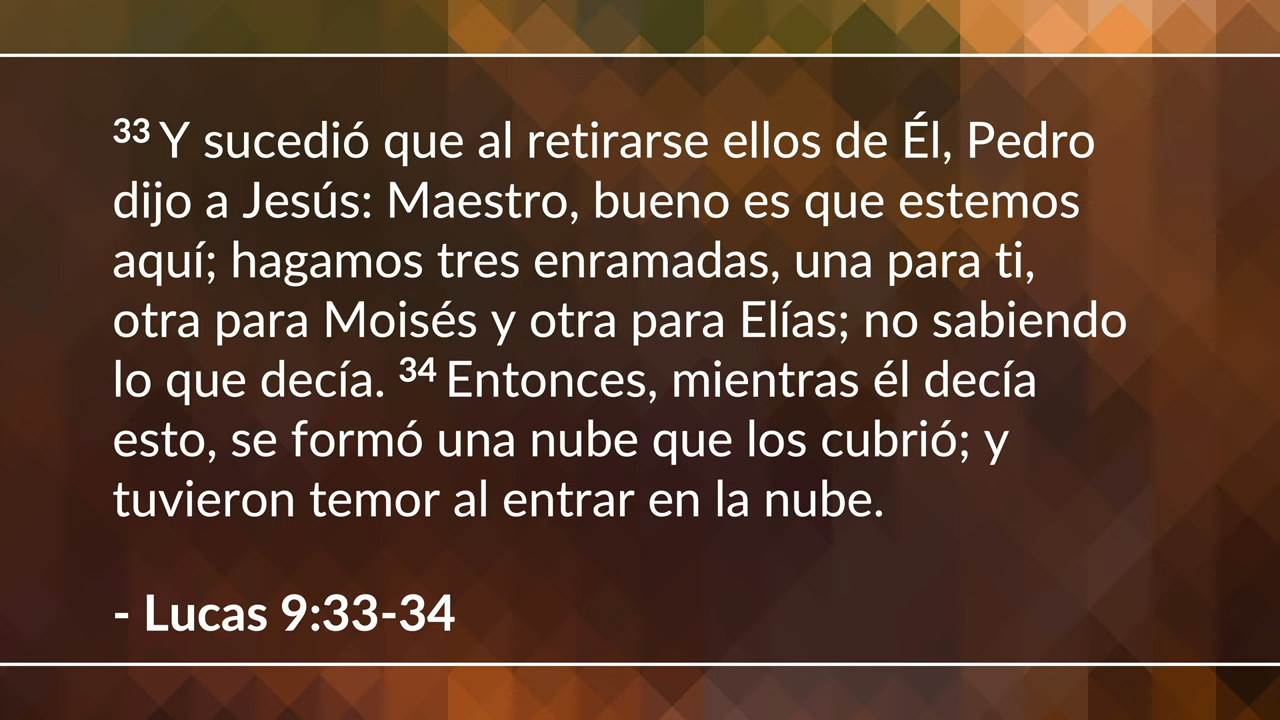 33 Y sucedió que al retirarse ellos de Él, Pedro
dijo a Jesús: Maestro, bueno es que estemos
aquí; hagamos tres enramadas, una para ti,
otra para Moisés y otra para Elías; no sabiendo
lo que decía. 34 Entonces, mientras él decía
esto, se formó una nube que los cubrió; y
tuvieron temor al entrar en la nube.
- Lucas 9:33-34